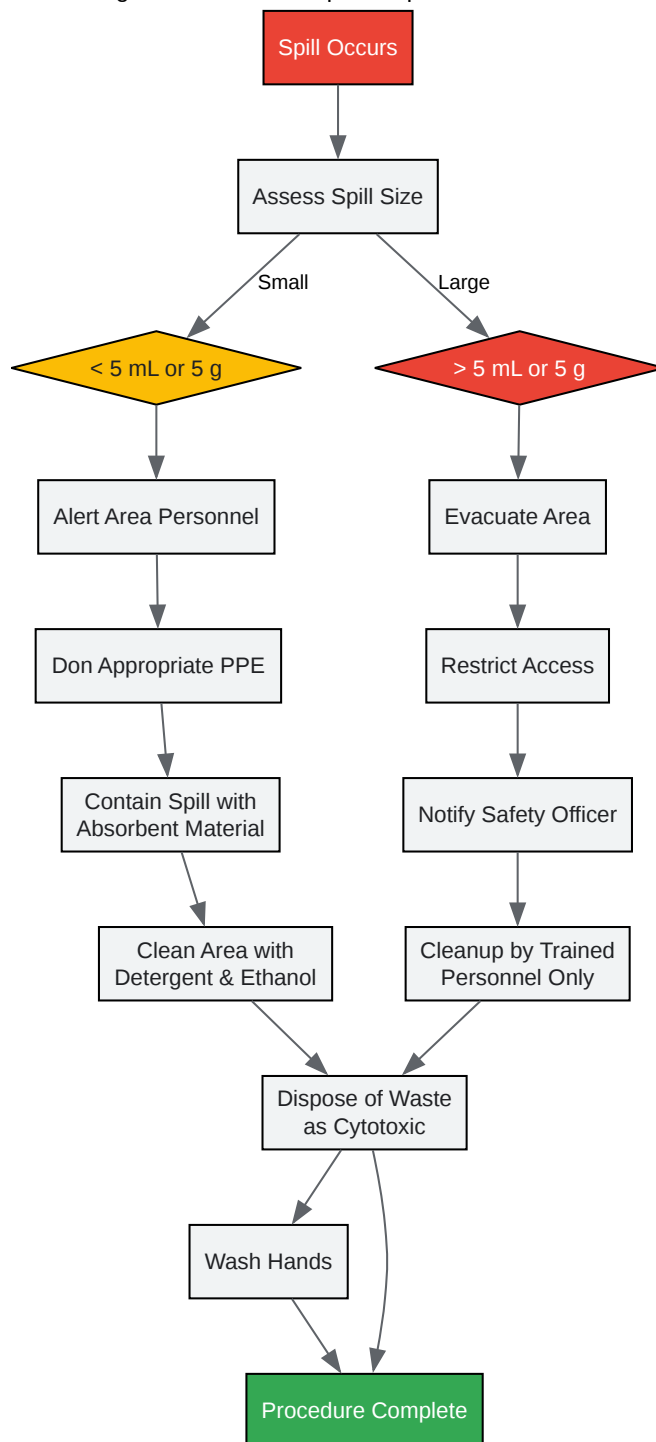 Spill Occurs
Assess Spill Size
Small
Large
< 5 mL or 5 g
> 5 mL or 5 g
Alert Area Personnel
Evacuate Area
Don Appropriate PPE
Restrict Access
Contain Spill with
Absorbent Material
Notify Safety Officer
Clean Area with
Detergent & Ethanol
Cleanup by Trained
Personnel Only
Dispose of Waste
as Cytotoxic
Wash Hands
Procedure Complete